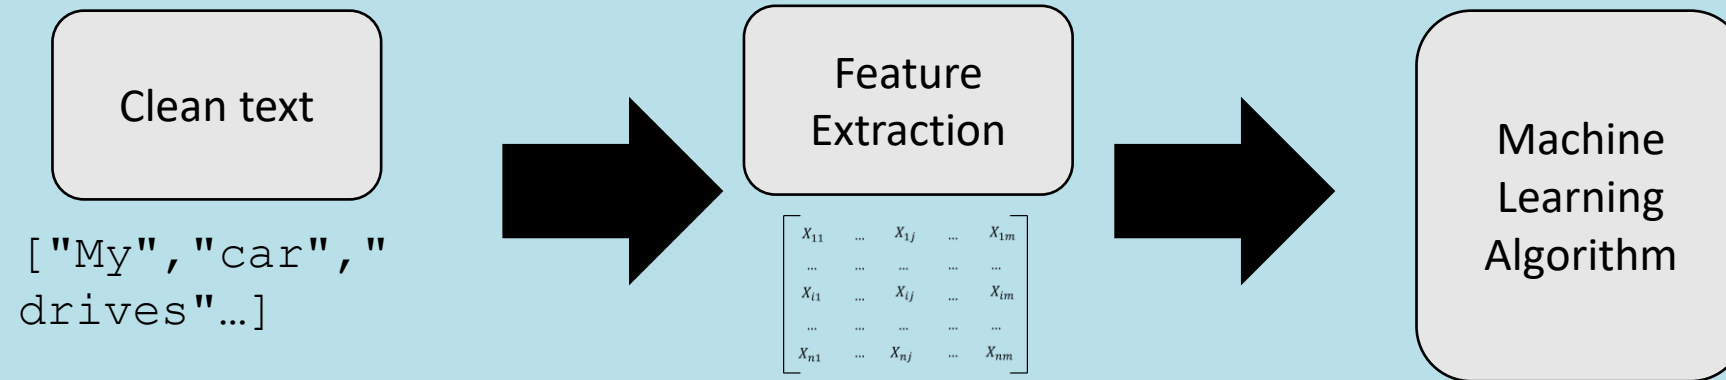 Clean text
["My","car","
drives"…]
Feature
Extraction
X₁₁ … X₁ⱼ … X₁ₘ
… … … … …
Xᵢ₁ … Xᵢⱼ … Xᵢₘ
… … … … …
Xₙ₁ … Xₙⱼ … Xₙₘ
Machine
Learning
Algorithm